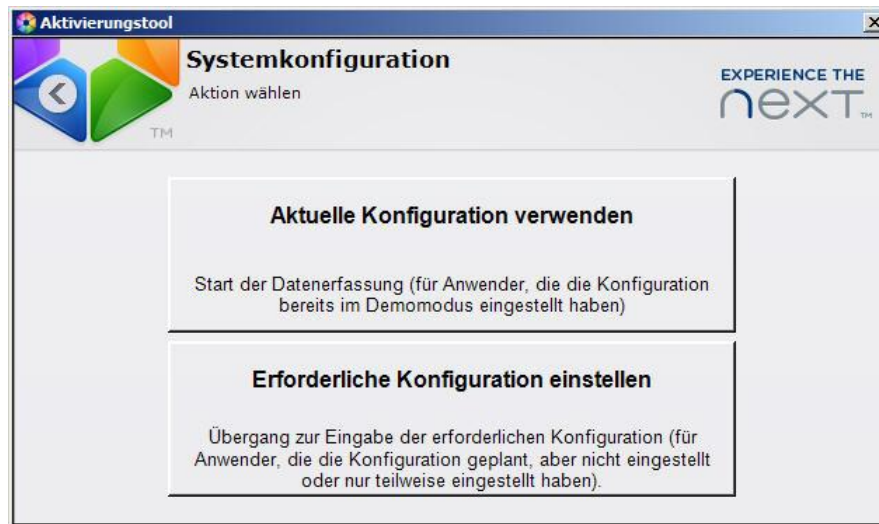 Aktivierungstool
Systemkonfiguration
Aktion wählen
EXPERIENCE THE
next™
TM
Aktuelle Konfiguration verwenden
Start der Datenerfassung (für Anwender, die die Konfiguration
bereits im Demomodus eingestellt haben)
Erforderliche Konfiguration einstellen
Übergang zur Eingabe der erforderlichen Konfiguration (für
Anwender, die die Konfiguration geplant, aber nicht eingestellt
oder nur teilweise eingestellt haben).